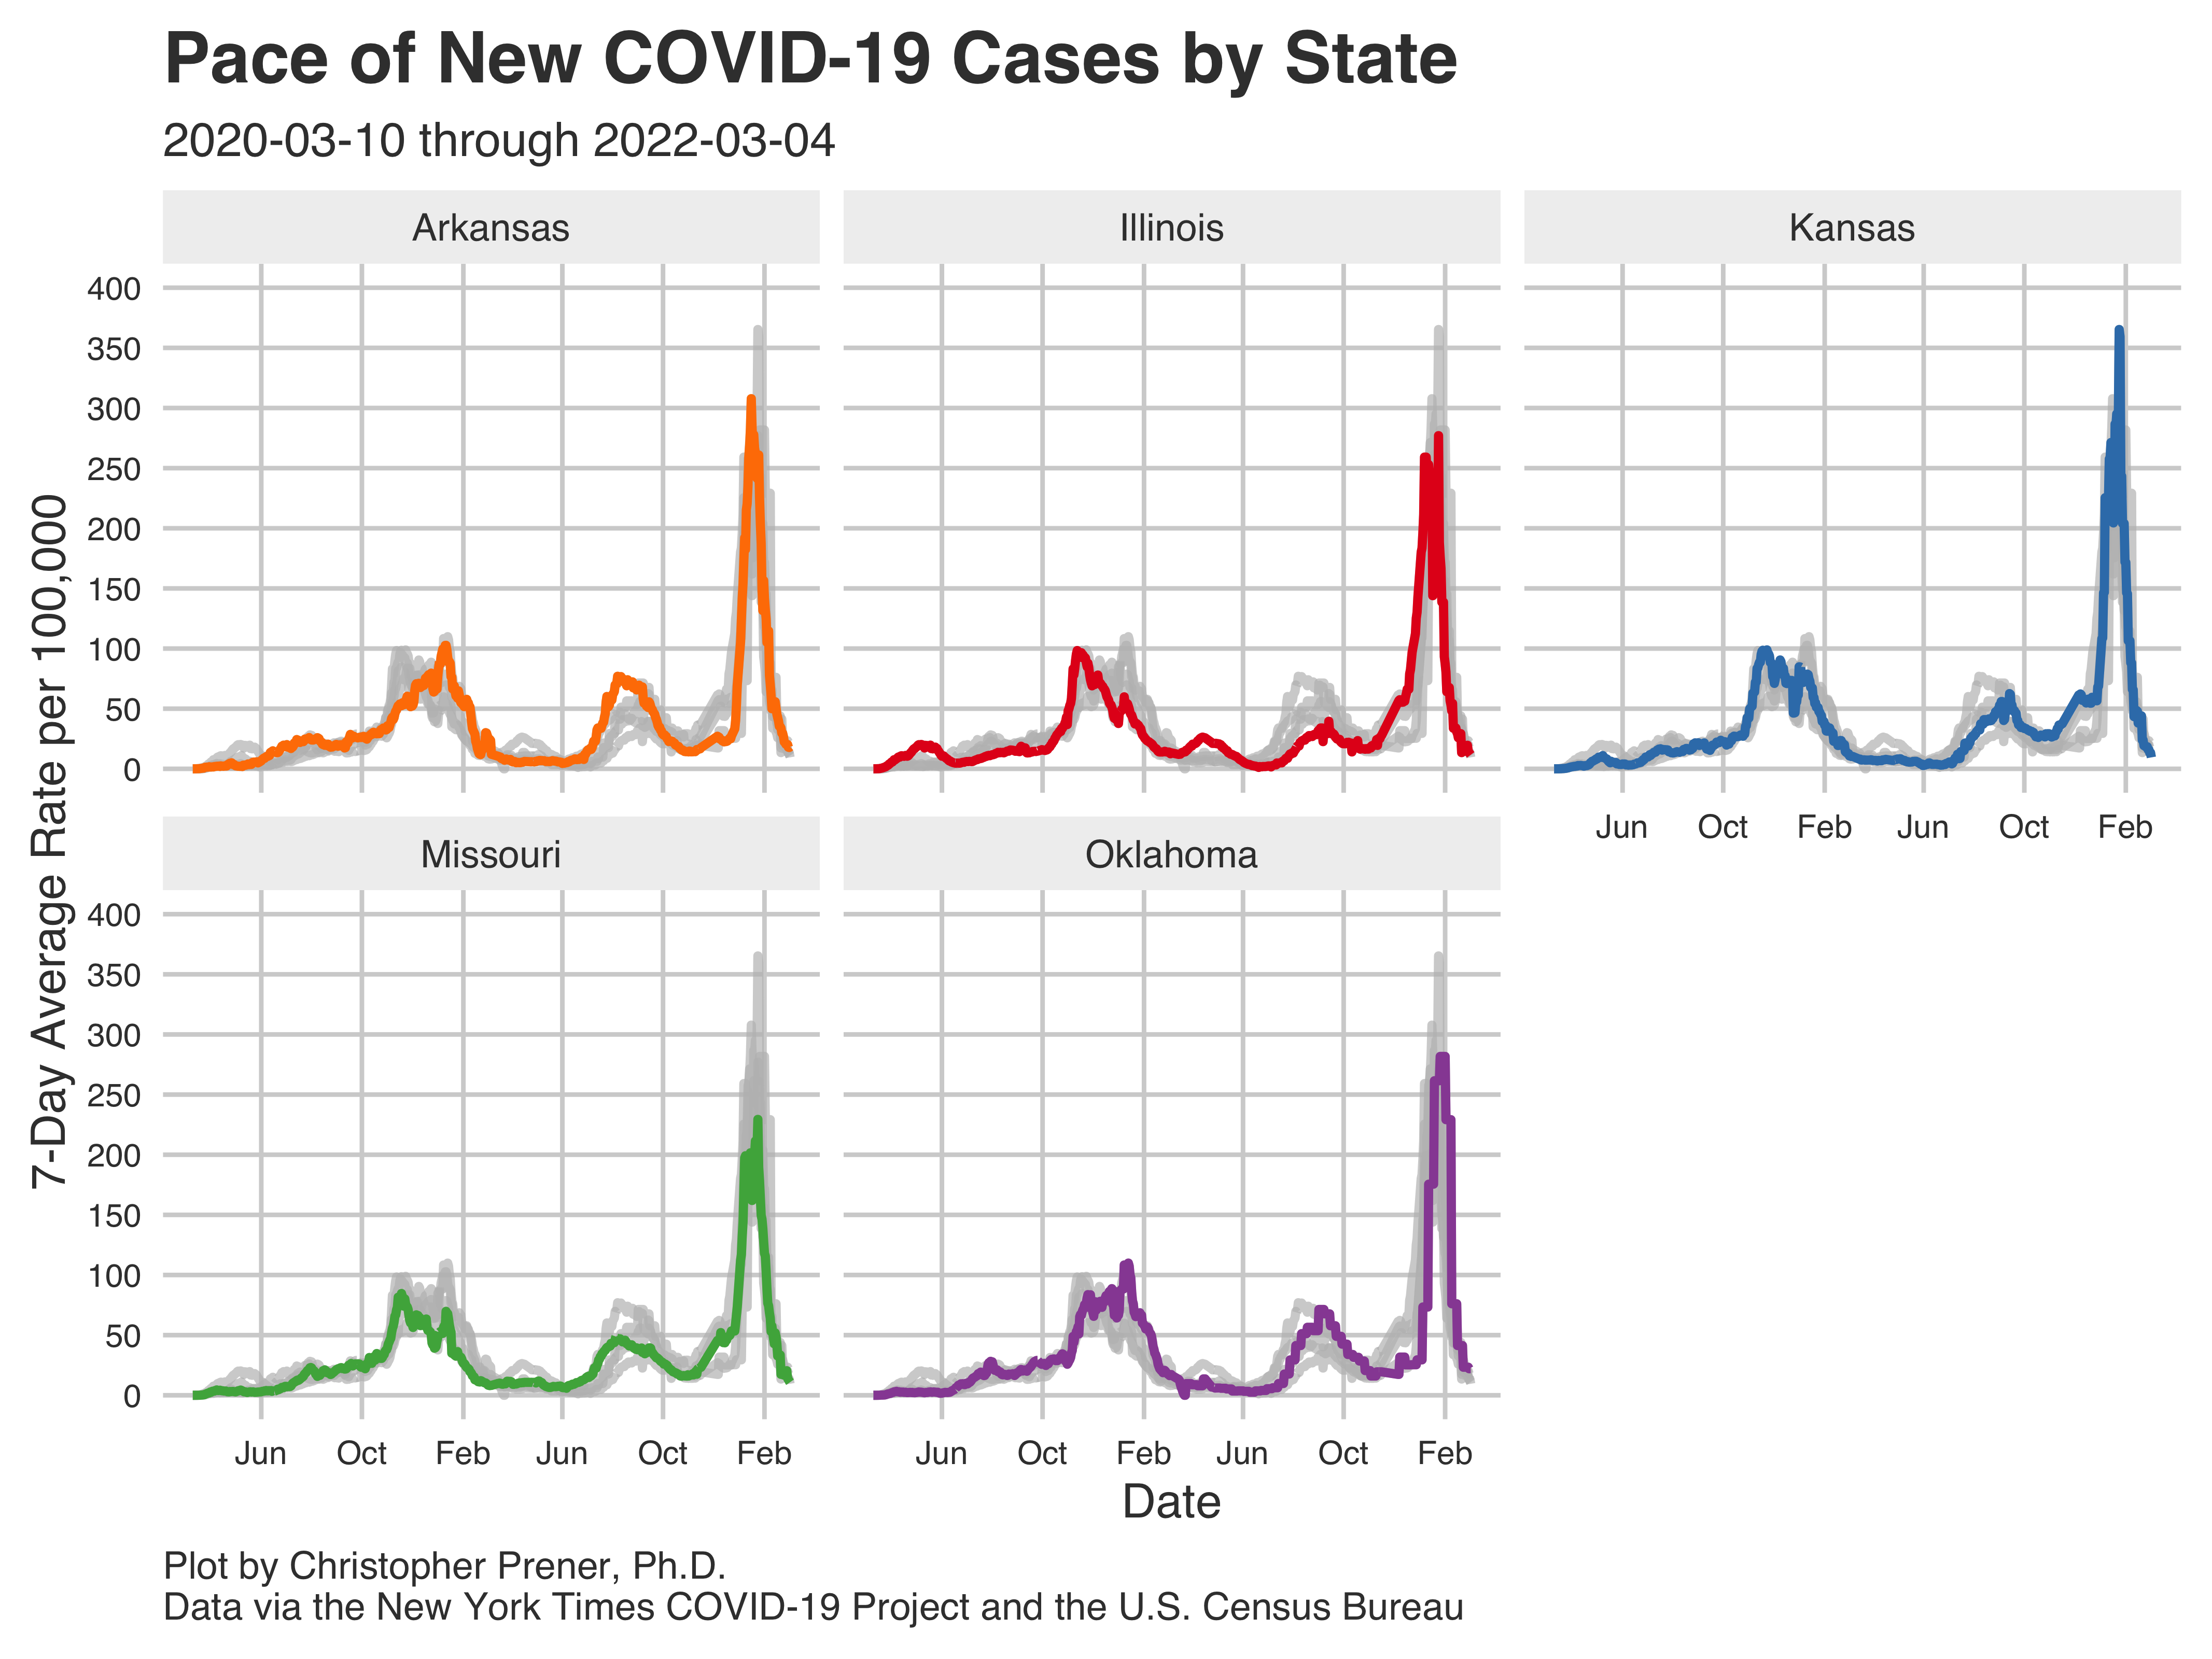 Pace of New COVID-19 Cases by State
2020-03-10 through 2022-03-04
Arkansas
Illinois
Kansas
400
350
300
250
200
150
100
50
0
Jun Oct Feb Jun Oct Feb
7-Day Average Rate per 100,000
Missouri
Oklahoma
400
350
300
250
200
150
100
50
0
Jun Oct Feb Jun Oct Feb
Jun Oct Feb Jun Oct Feb
Date
Plot by Christopher Prener, Ph.D.
Data via the New York Times COVID-19 Project and the U.S. Census Bureau